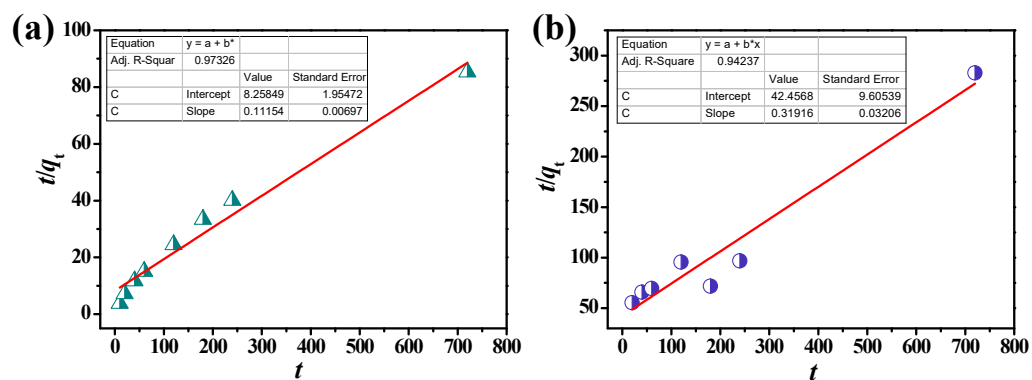 (a)
Equation y = a + b*
Adj. R-Squar 0.97326
Value Standard Error
C Intercept 8.25849 1.95472
C Slope 0.11154 0.00697
100
80
60
40
20
0
t/qt
0 100 200 300 400 500 600 700 800
t
(b)
Equation y = a + b*x
Adj. R-Square 0.94237
Value Standard Error
C Intercept 42.4568 9.60539
C Slope 0.31916 0.03206
300
250
200
150
100
50
t/qt
0 100 200 300 400 500 600 700 800
t